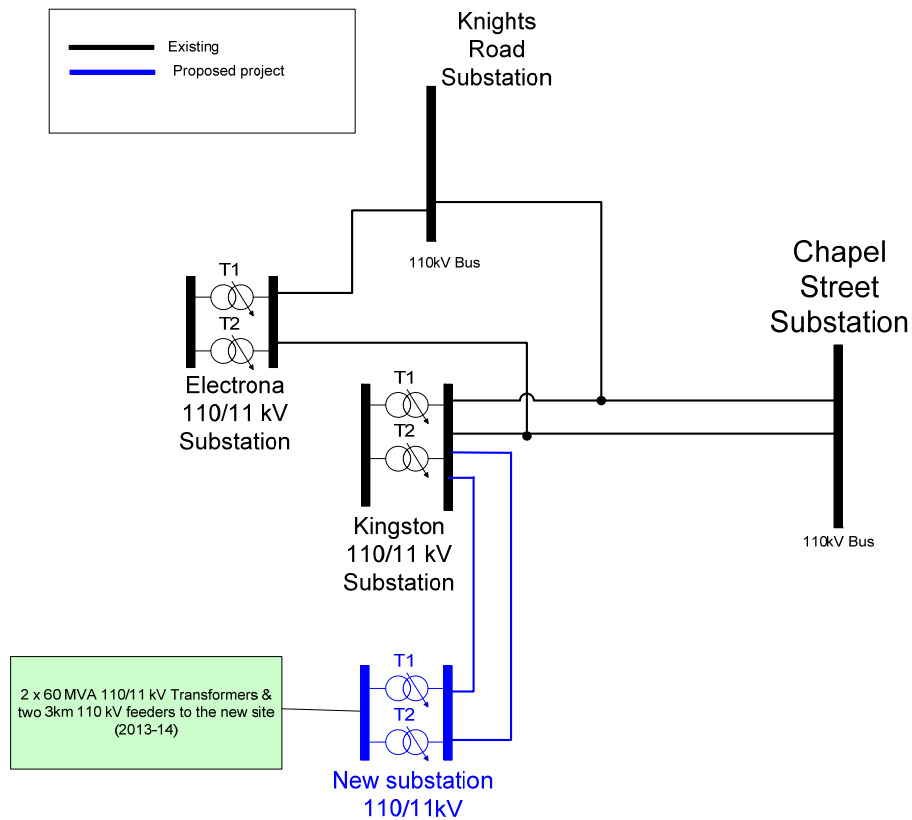 Existing
Proposed project
Knights
Road
Substation
110kV Bus
Chapel
Street
Substation
110kV Bus
T1
T2
Electrona
110/11 kV
Substation
T1
T2
Kingston
110/11 kV
Substation
2 x 60 MVA 110/11 kV Transformers &
two 3km 110 kV feeders to the new site
(2013-14)
T1
T2
New substation
110/11kV